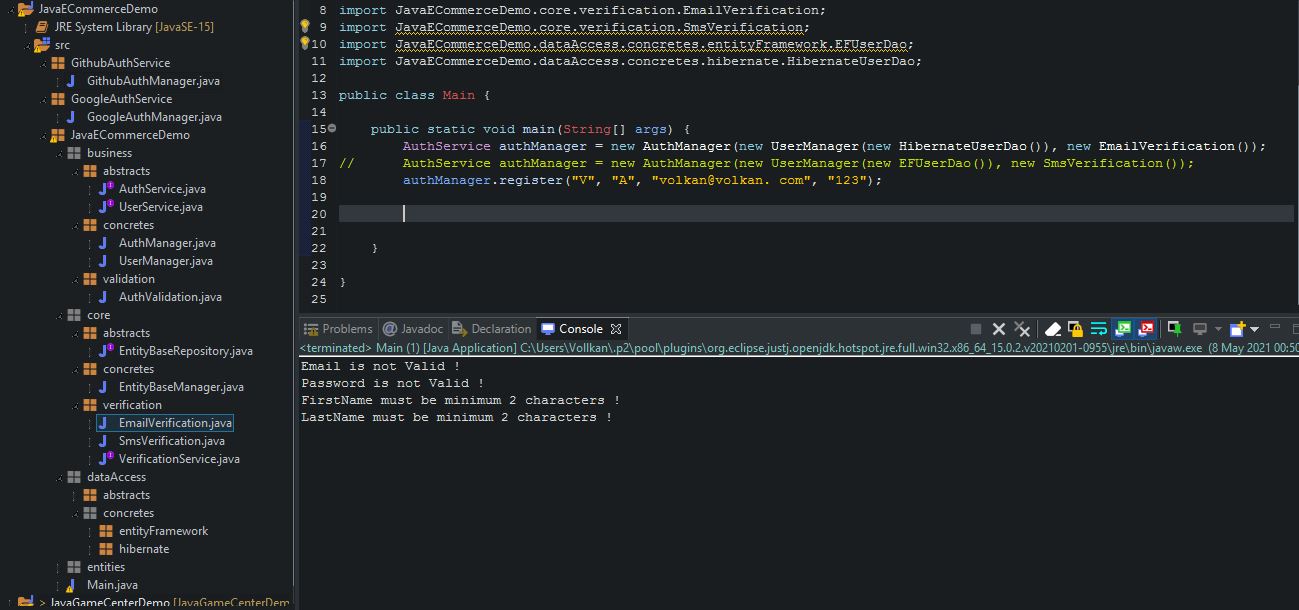 JavaECommerceDemo
JRE System Library [JavaSE-15]
src
GithubAuthService
GithubAuthManager.java
GoogleAuthService
GoogleAuthManager.java
JavaECommerceDemo
business
abstracts
AuthService.java
UserService.java
concretes
AuthManager.java
UserManager.java
validation
AuthValidation.java
core
abstracts
EntityBaseRepository.java
concretes
EntityBaseManager.java
verification
EmailVerification.java
SmsVerification.java
VerificationService.java
dataAccess
abstracts
concretes
entityFramework
hibernate
entities
Main.java
> JavaGameCenterDemo [JavaGameCenterDem
8 import JavaECommerceDemo.core.verification.EmailVerification;
9 import JavaECommerceDemo.core.verification.SmsVerification;
10 import JavaECommerceDemo.dataAccess.concretes.entityFramework.EFUserDao;
11 import JavaECommerceDemo.dataAccess.concretes.hibernate.HibernateUserDao;
12
13 public class Main {
14
15 public static void main(String[] args) {
16 AuthService authManager = new AuthManager(new UserManager(new HibernateUserDao()), new EmailVerification());
17 // AuthService authManager = new AuthManager(new UserManager(new EFUserDao()), new SmsVerification());
18 authManager.register("V", "A", "volkan@volkan. com", "123");
19
20
21
22 }
23
24 }
25
Problems @ Javadoc Declaration Console
<terminated> Main (1) [Java Application] C:\Users\Vollkan\.p2\pool\plugins\org.eclipse.justj.openjdk.hotspot.jre.full.win32.x86_64_15.0.2.v20210201-0955\jre\bin\javaw.exe (8 May 2021 00:50
Email is not Valid !
Password is not Valid !
FirstName must be minimum 2 characters !
LastName must be minimum 2 characters !